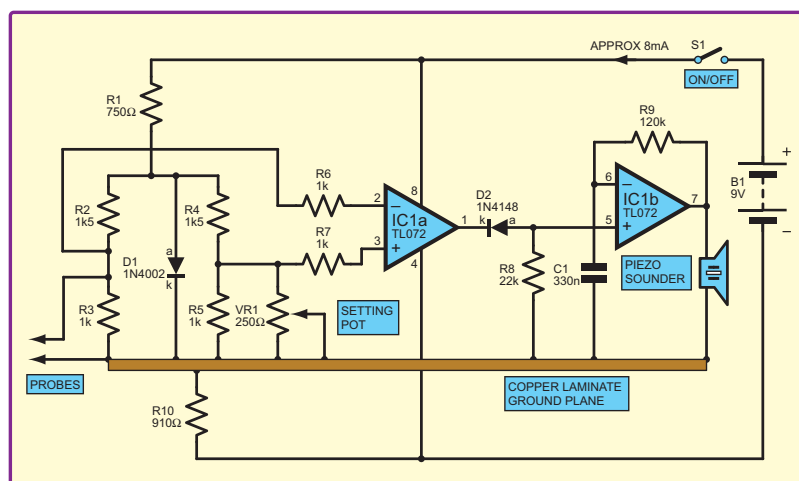 APPROX 8mA
S1
ON/OFF
R1
750Ω
R9
120k
R6
1k
R2
1k5
R4
1k5
8
2
−
IC1a
TL072
3
+
1
4
D2
1N4148
k
a
6
−
IC1b
TL072
5
+
7
+
B1
9V
−
R7
1k
D1
1N4002
a
k
R8
22k
C1
330n
PIEZO
SOUNDER
R3
1k
R5
1k
VR1
250Ω
SETTING
POT
PROBES
COPPER LAMINATE
GROUND PLANE
R10
910Ω